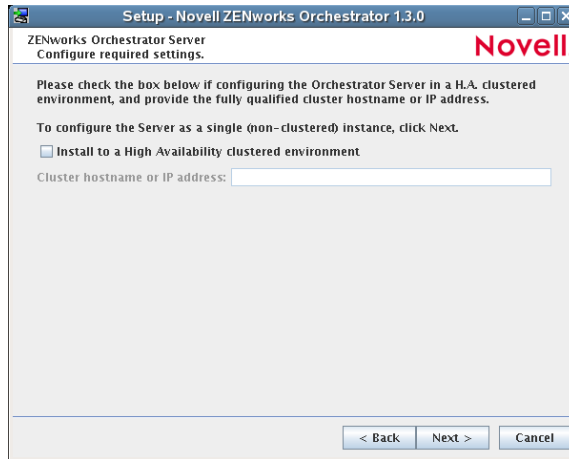 Setup - Novell ZENworks Orchestrator 1.3.0
ZENworks Orchestrator Server
Configure required settings.
Novell
Please check the box below if configuring the Orchestrator Server in a H.A. clustered
environment, and provide the fully qualified cluster hostname or IP address.
To configure the Server as a single (non-clustered) instance, click Next.
Install to a High Availability clustered environment
Cluster hostname or IP address:
< Back Next > Cancel